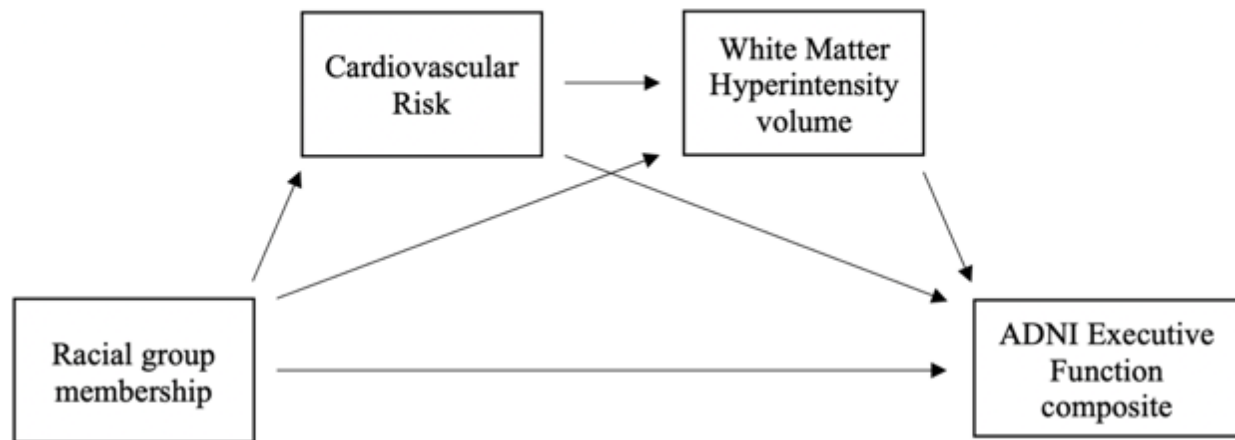 Cardiovascular
Risk
White Matter
Hyperintensity
volume
Racial group
membership
ADNI Executive
Function
composite